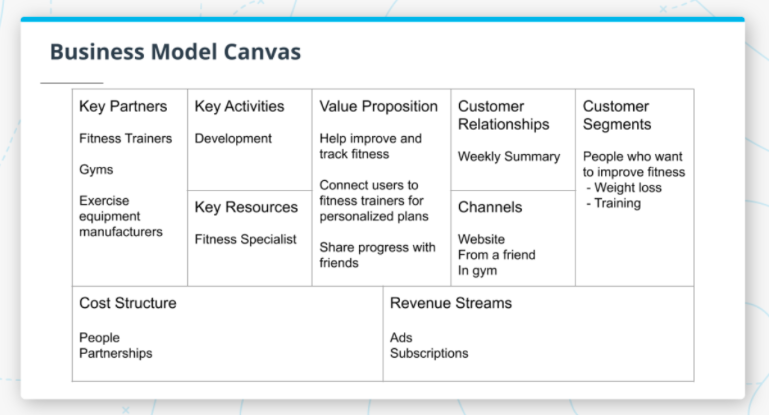 Business Model Canvas
Key Partners
Fitness Trainers
Gyms
Exercise
equipment
manufacturers
Key Activities
Development
Key Resources
Fitness Specialist
Value Proposition
Help improve and
track fitness
Connect users to
fitness trainers for
personalized plans
Share progress with
friends
Customer
Relationships
Weekly Summary
Channels
Website
From a friend
In gym
Customer
Segments
People who want
to improve fitness
- Weight loss
- Training
Cost Structure
People
Partnerships
Revenue Streams
Ads
Subscriptions